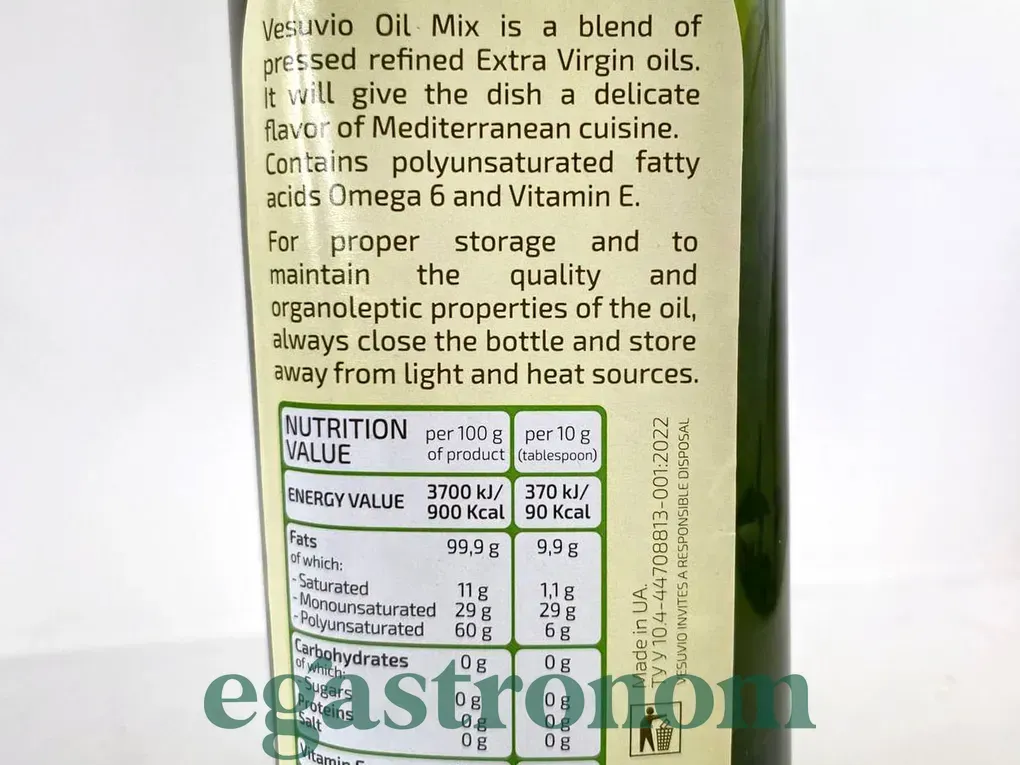 Vesuvio Oil Mix is a blend of
pressed refined Extra Virgin oils.
It will give the dish a delicate
flavor of Mediterranean cuisine.
Contains polyunsaturated fatty
acids Omega 6 and Vitamin E.
For proper storage and to
maintain the quality and
organoleptic properties of the oil,
always close the bottle and store
away from light and heat sources.
NUTRITION VALUE per 100 g of product per 10 g (tablespoon)
ENERGY VALUE 3700 kJ/ 900 Kcal 370 kJ/ 90 Kcal
Fats 99,9 g 9,9 g
of which:
- Saturated 11 g 1,1 g
- Monounsaturated 29 g 29 g
- Polyunsaturated 60 g 6 g
Carbohydrates 0 g 0 g
of which:
Sugars 0 g 0 g
Proteins 0 g 0 g
Salt 0 g 0 g
Vitamin E
Made in UA.
ТУ У 10.4-44708813-001:2022
VESUVIO INVITES A RESPONSIBLE DISPOSAL
egastronom